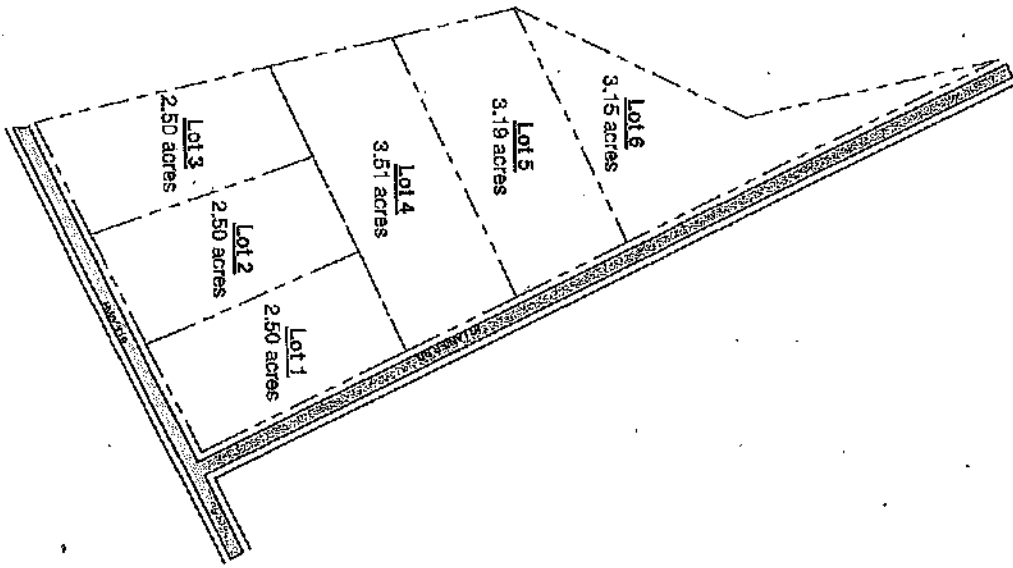 Lot 6
3.15 acres
Lot 5
3.19 acres
Lot 4
3.51 acres
Lot 3
2.50 acres
Lot 2
2.50 acres
Lot 1
2.50 acres